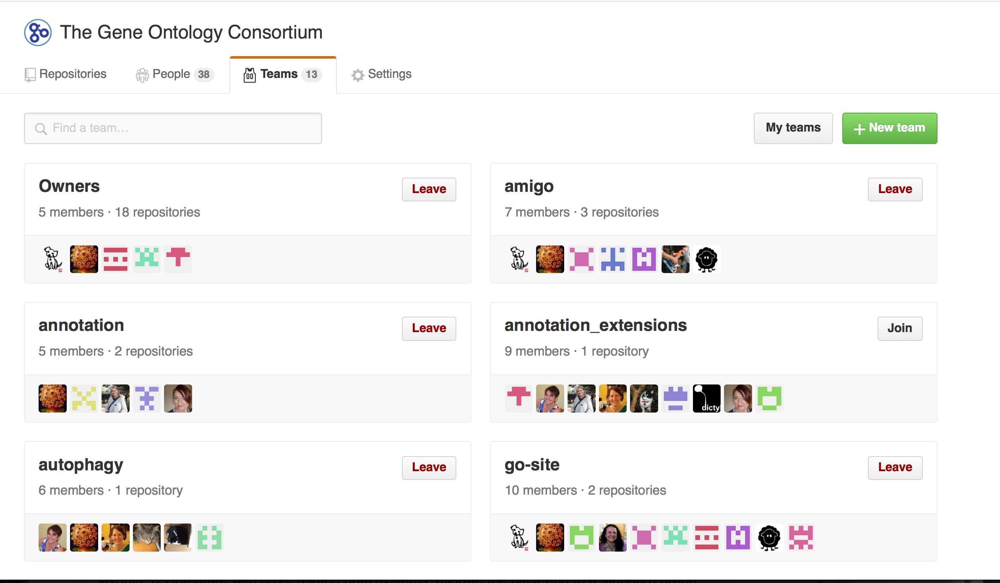 go The Gene Ontology Consortium
Repositories People 38 Teams 13 Settings
Find a team… My teams New team
Owners Leave
5 members · 18 repositories
amigo Leave
7 members · 3 repositories
annotation Leave
5 members · 2 repositories
annotation_extensions Join
9 members · 1 repository
dicty
autophagy Leave
6 members · 1 repository
go-site Leave
10 members · 2 repositories